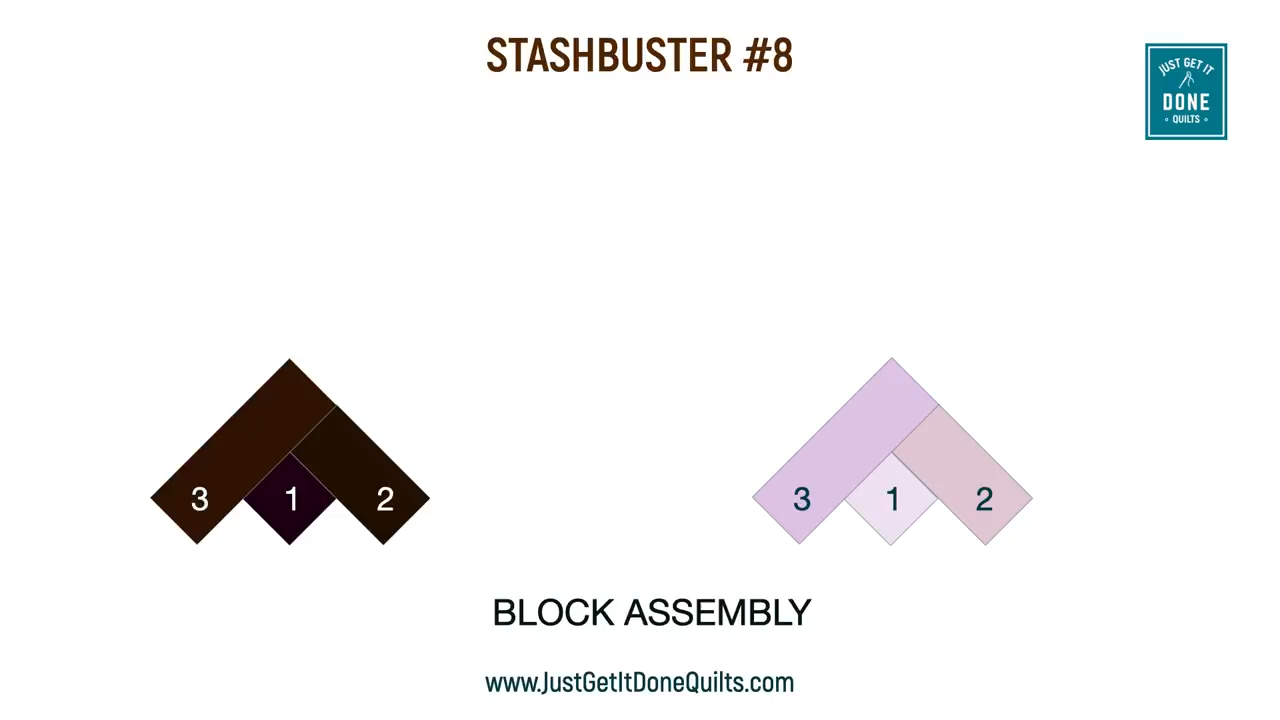 STASHBUSTER #8
JUST GET IT
DONE
QUILTS
3 1 2
3 1 2
BLOCK ASSEMBLY
www.JustGetItDoneQuilts.com